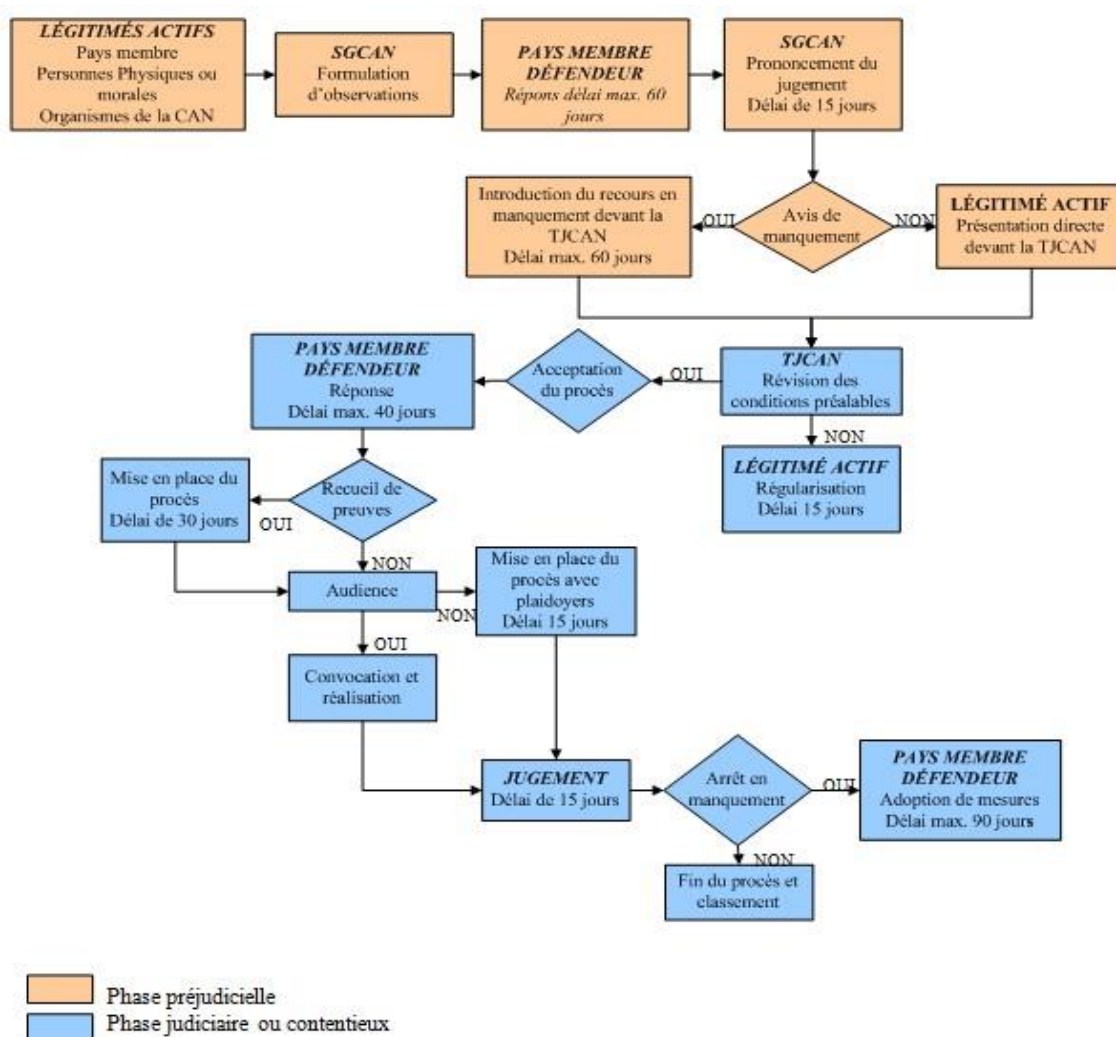 LÉGITIMÉS ACTIFS
Pays membre
Personnes Physiques ou
morales
Organismes de la CAN
SGCAN
Formulation
d'observations
PAYS MEMBRE
DÉFENDEUR
Répons délai max. 60
jours
SGCAN
Prononcement du
jugement
Délai de 15 jours
Introduction du recours en
manquement devant la
TJCAN
Délai max. 60 jours
OUI
Avis de
manquement
NON
LÉGITIMÉ ACTIF
Présentation directe
devant la TJCAN
PAYS MEMBRE
DÉFENDEUR
Réponse
Délai max. 40 jours
Acceptation
du procès
OUI
TJCAN
Révision des
conditions préalables
NON
LÉGITIMÉ ACTIF
Régularisation
Délai 15 jours
Mise en place du
procès
Délai de 30 jours
OUI
Recueil de
preuves
NON
Audience
NON
Mise en place du
procès avec
plaidoyers
Délai 15 jours
OUI
Convocation et
réalisation
JUGEMENT
Délai de 15 jours
Arrêt en
manquement
OUI
PAYS MEMBRE
DÉFENDEUR
Adoption de mesures
Délai max. 90 jours
NON
Fin du procès et
classement
Phase préjudicielle
Phase judiciaire ou contentieux